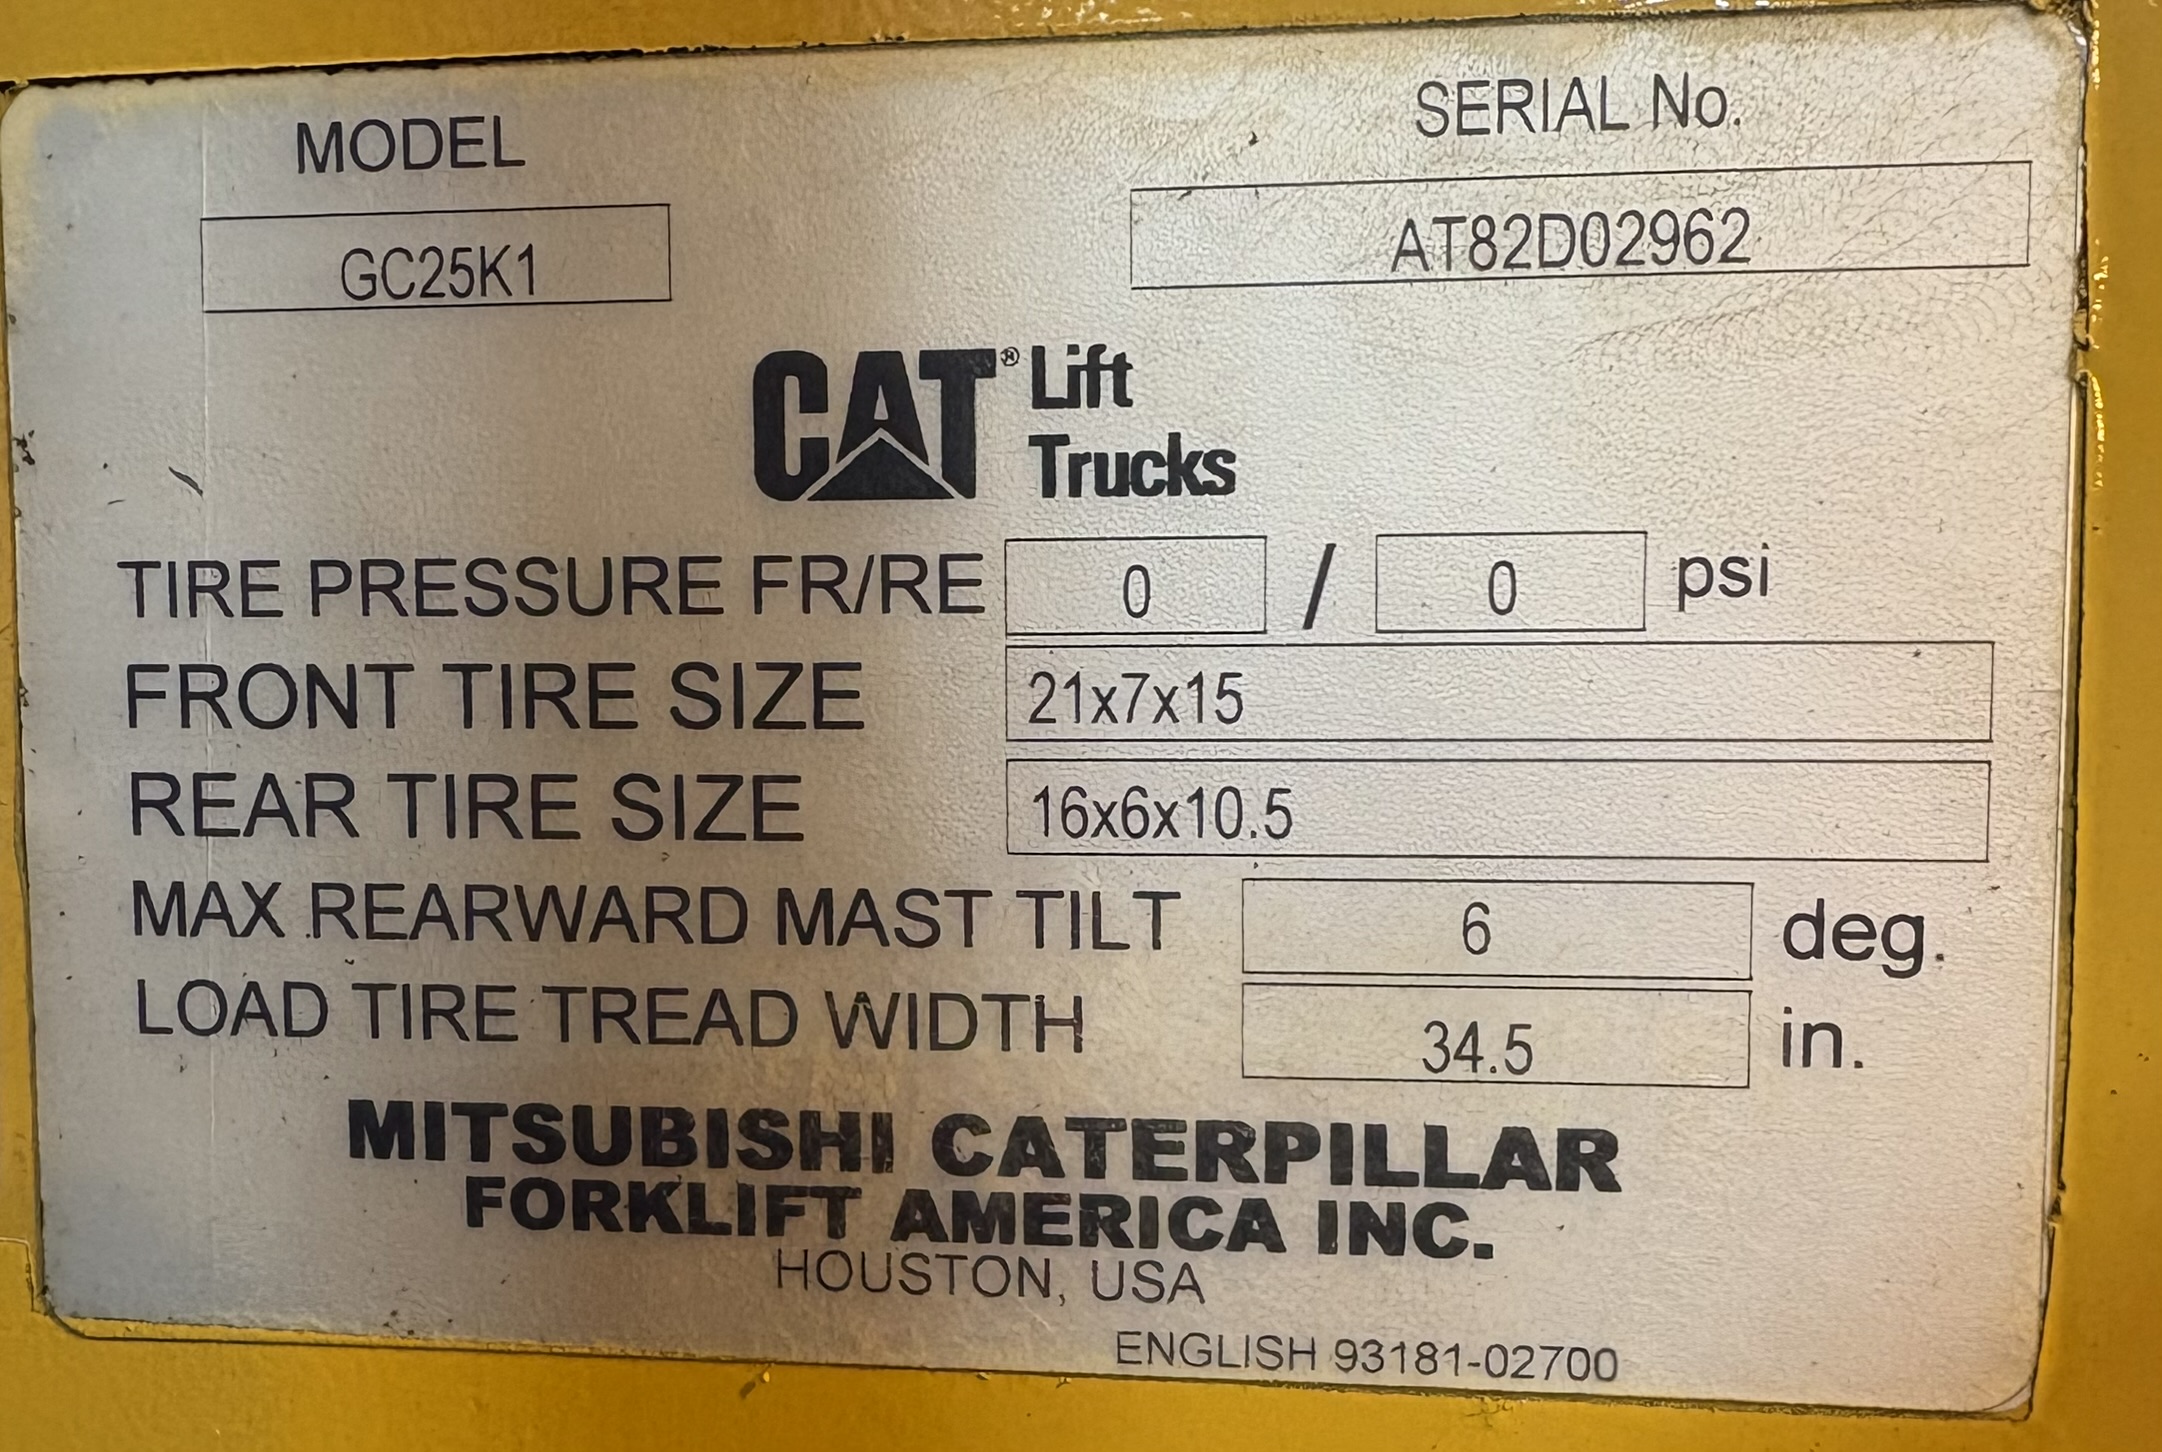 MODEL
SERIAL No.
GC25K1
AT82D02962
CAT® Lift
Trucks
TIRE PRESSURE FR/RE 0 / 0 psi
FRONT TIRE SIZE 21x7x15
REAR TIRE SIZE 16x6x10.5
MAX REARWARD MAST TILT 6 deg.
LOAD TIRE TREAD WIDTH 34.5 in.
MITSUBISHI CATERPILLAR
FORKLIFT AMERICA INC.
HOUSTON, USA
ENGLISH 93181-02700